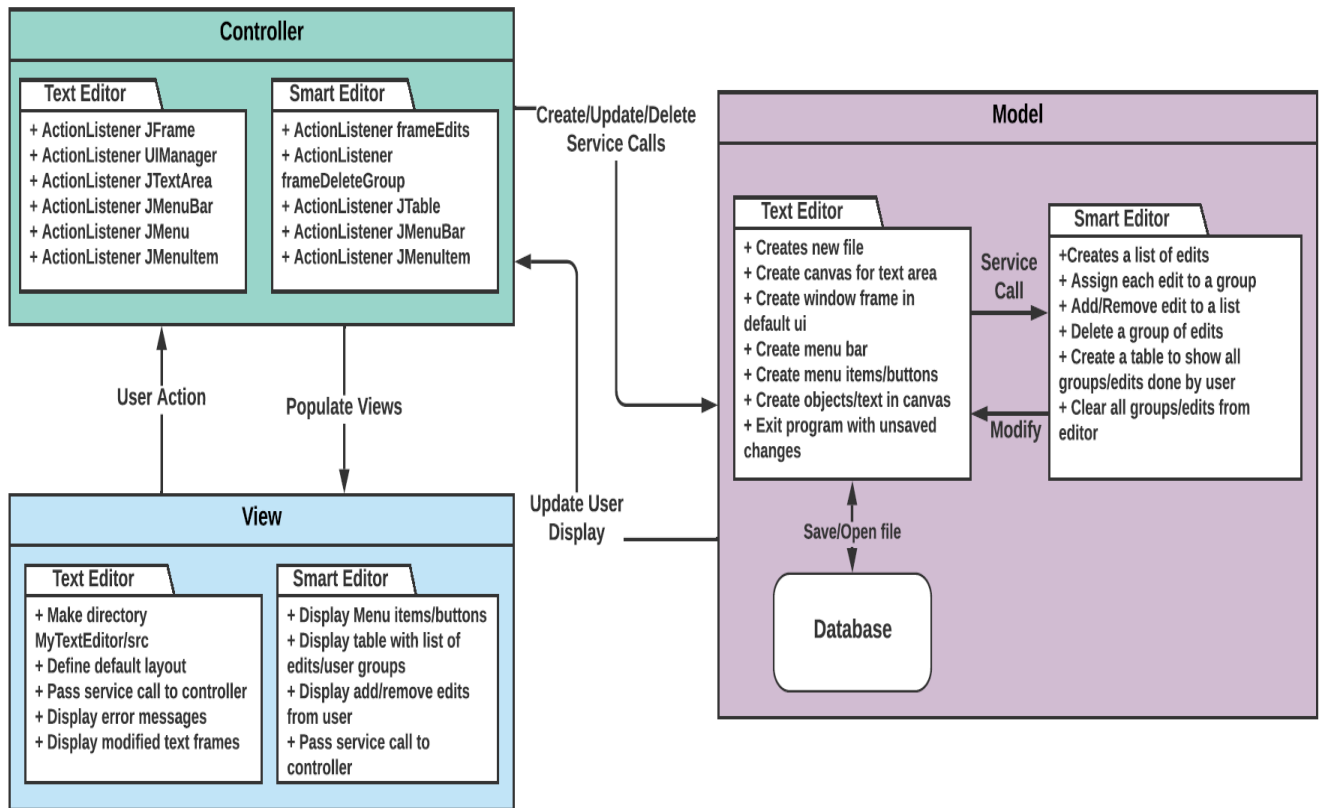 Controller
Text Editor
+ ActionListener JFrame
+ ActionListener UIManager
+ ActionListener JTextArea
+ ActionListener JMenuBar
+ ActionListener JMenu
+ ActionListener JMenuItem
Smart Editor
+ ActionListener frameEdits
+ ActionListener
frameDeleteGroup
+ ActionListener JTable
+ ActionListener JMenuBar
+ ActionListener JMenuItem
Create/Update/Delete
Service Calls
Model
Text Editor
+ Creates new file
+ Create canvas for text area
+ Create window frame in
default ui
+ Create menu bar
+ Create menu items/buttons
+ Create objects/text in canvas
+ Exit program with unsaved
changes
Service
Call
Modify
Smart Editor
+Creates a list of edits
+ Assign each edit to a group
+ Add/Remove edit to a list
+ Delete a group of edits
+ Create a table to show all
groups/edits done by user
+ Clear all groups/edits from
editor
Save/Open file
Database
User Action
Populate Views
Update User
Display
View
Text Editor
+ Make directory
MyTextEditor/src
+ Define default layout
+ Pass service call to controller
+ Display error messages
+ Display modified text frames
Smart Editor
+ Display Menu items/buttons
+ Display table with list of
edits/user groups
+ Display add/remove edits
from user
+ Pass service call to
controller